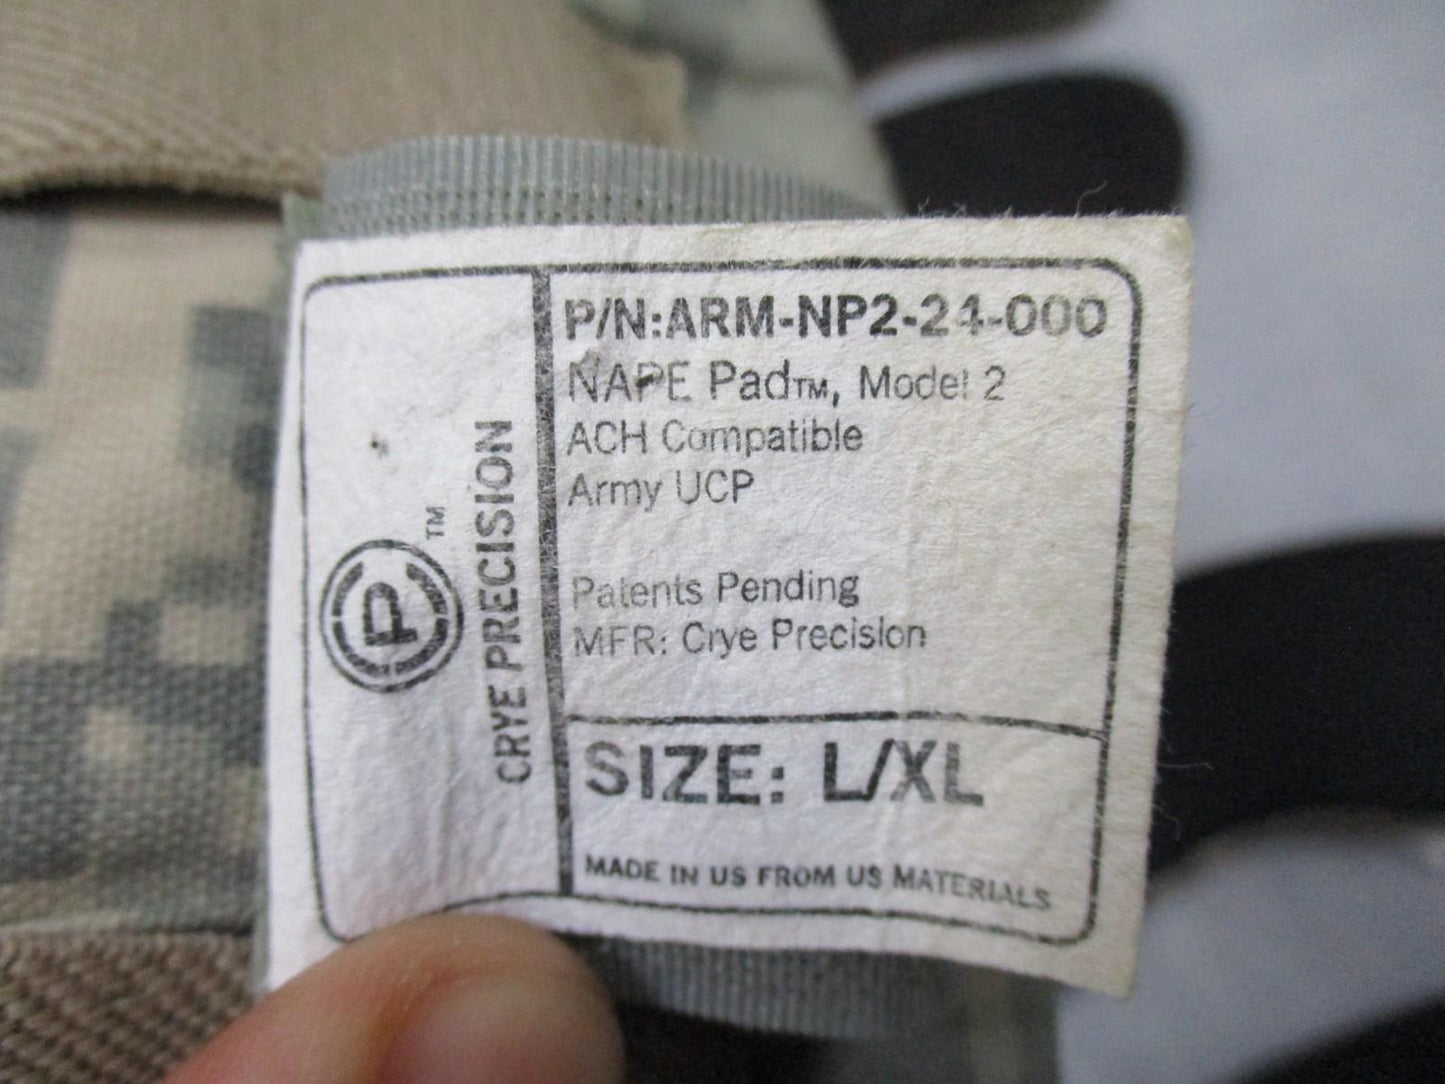 P/N:ARM-NP2-24-000
NAPE Pad™, Model 2
ACH Compatible
Army UCP
Patents Pending
MFR: Crye Precision
SIZE: L/XL
MADE IN US FROM US MATERIALS
CRYE PRECISION
P™